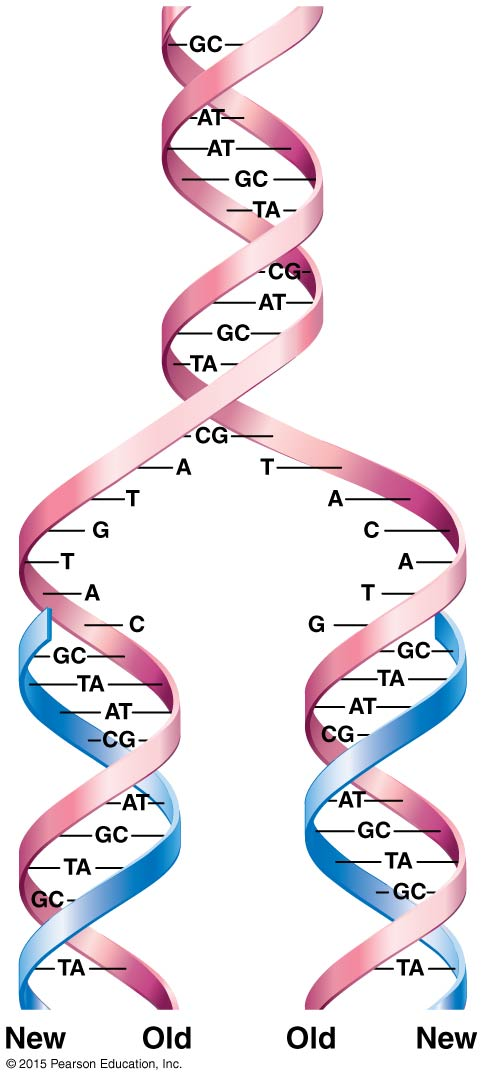 GC
AT
AT
GC
TA
CG
AT
GC
TA
CG
A T
T A
G C
T A
A T
C G
GC GC
TA TA
AT AT
CG CG
AT AT
GC GC
TA TA
GC GC
TA TA
New Old Old New
© 2015 Pearson Education, Inc.